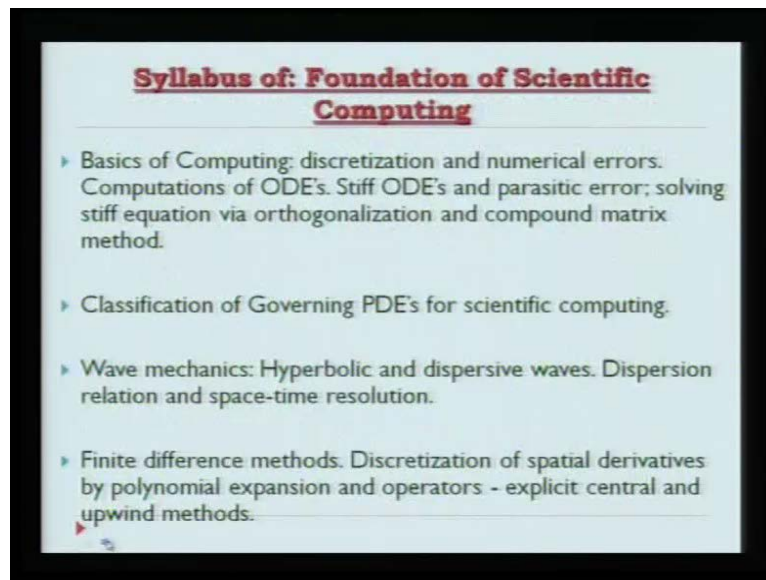 Syllabus of: Foundation of Scientific
Computing
Basics of Computing: discretization and numerical errors.
Computations of ODE's. Stiff ODE's and parasitic error; solving
stiff equation via orthogonalization and compound matrix
method.
Classification of Governing PDE's for scientific computing.
Wave mechanics: Hyperbolic and dispersive waves. Dispersion
relation and space-time resolution.
Finite difference methods. Discretization of spatial derivatives
by polynomial expansion and operators - explicit central and
upwind methods.